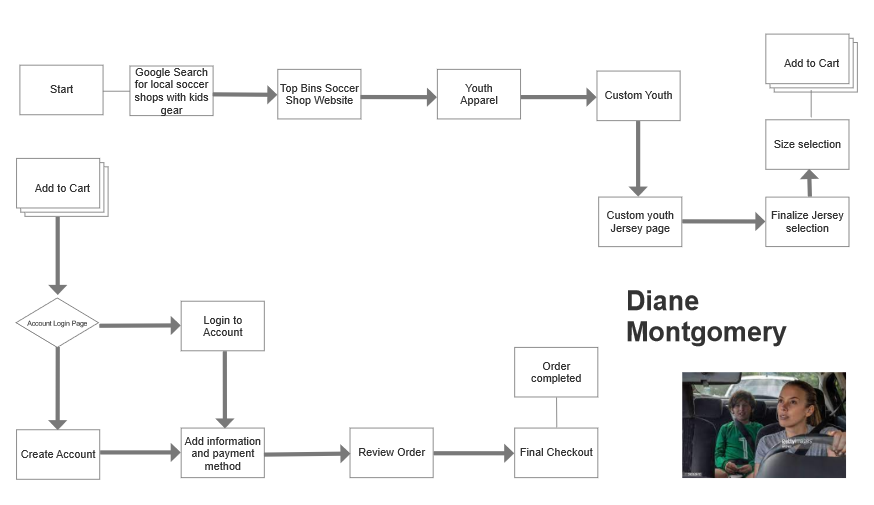 Start
Google Search
for local soccer
shops with kids
gear
Top Bins Soccer
Shop Website
Youth
Apparel
Custom Youth
Add to Cart
Size selection
Custom youth
Jersey page
Finalize Jersey
selection
Add to Cart
Account Login Page
Login to
Account
Create Account
Add information
and payment
method
Review Order
Final Checkout
Order
completed
Diane
Montgomery